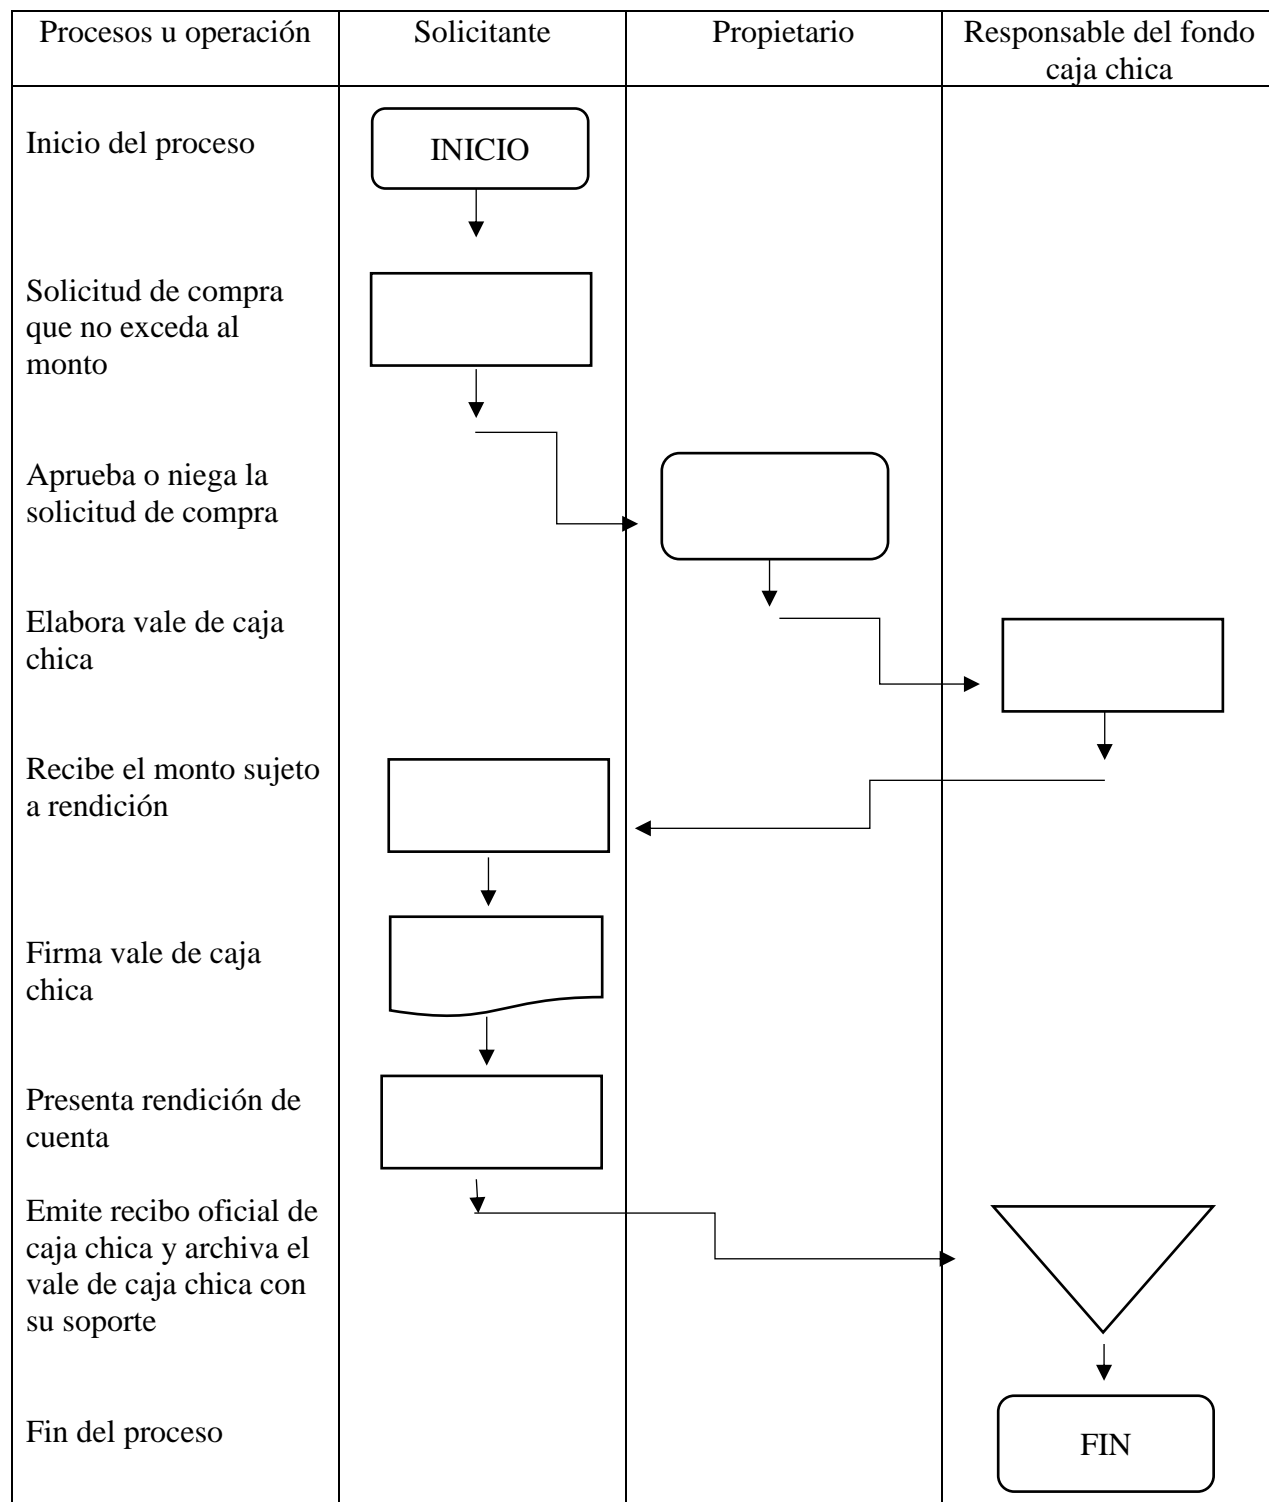 Procesos u operación
Solicitante
Propietario
Responsable del fondo
caja chica
Inicio del proceso
INICIO
Solicitud de compra
que no exceda al
monto
Aprueba o niega la
solicitud de compra
Elabora vale de caja
chica
Recibe el monto sujeto
a rendición
Firma vale de caja
chica
Presenta rendición de
cuenta
Emite recibo oficial de
caja chica y archiva el
vale de caja chica con
su soporte
Fin del proceso
FIN